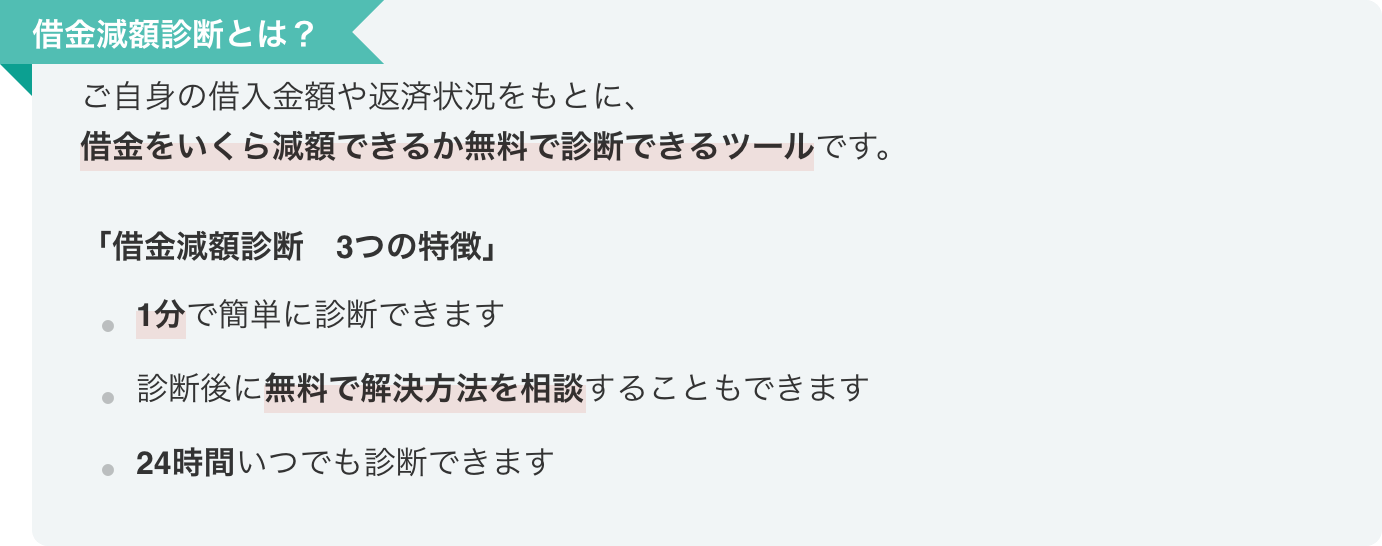 借金減額診断とは？
ご自身の借入金額や返済状況をもとに、
借金をいくら減額できるか無料で診断できるツールです。
「借金減額診断　3つの特徴」
1分で簡単に診断できます
診断後に無料で解決方法を相談することもできます
24時間いつでも診断できます